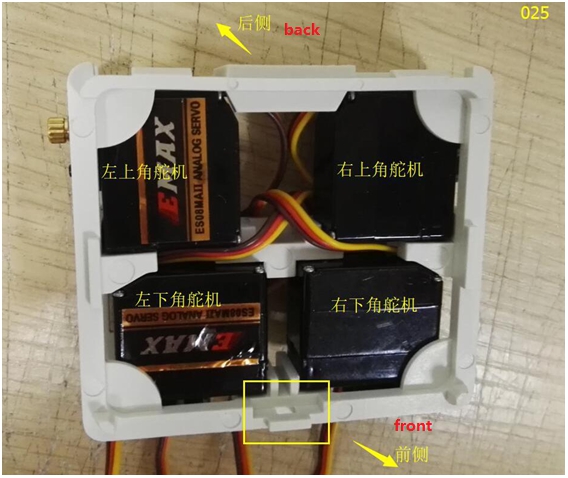 025
后侧 back
EMAX
ES08MAII ANALOG SERVO
左上角舵机
右上角舵机
左下角舵机
右下角舵机
ES08MAII ANALOG SERVO
EMAX
front
前侧